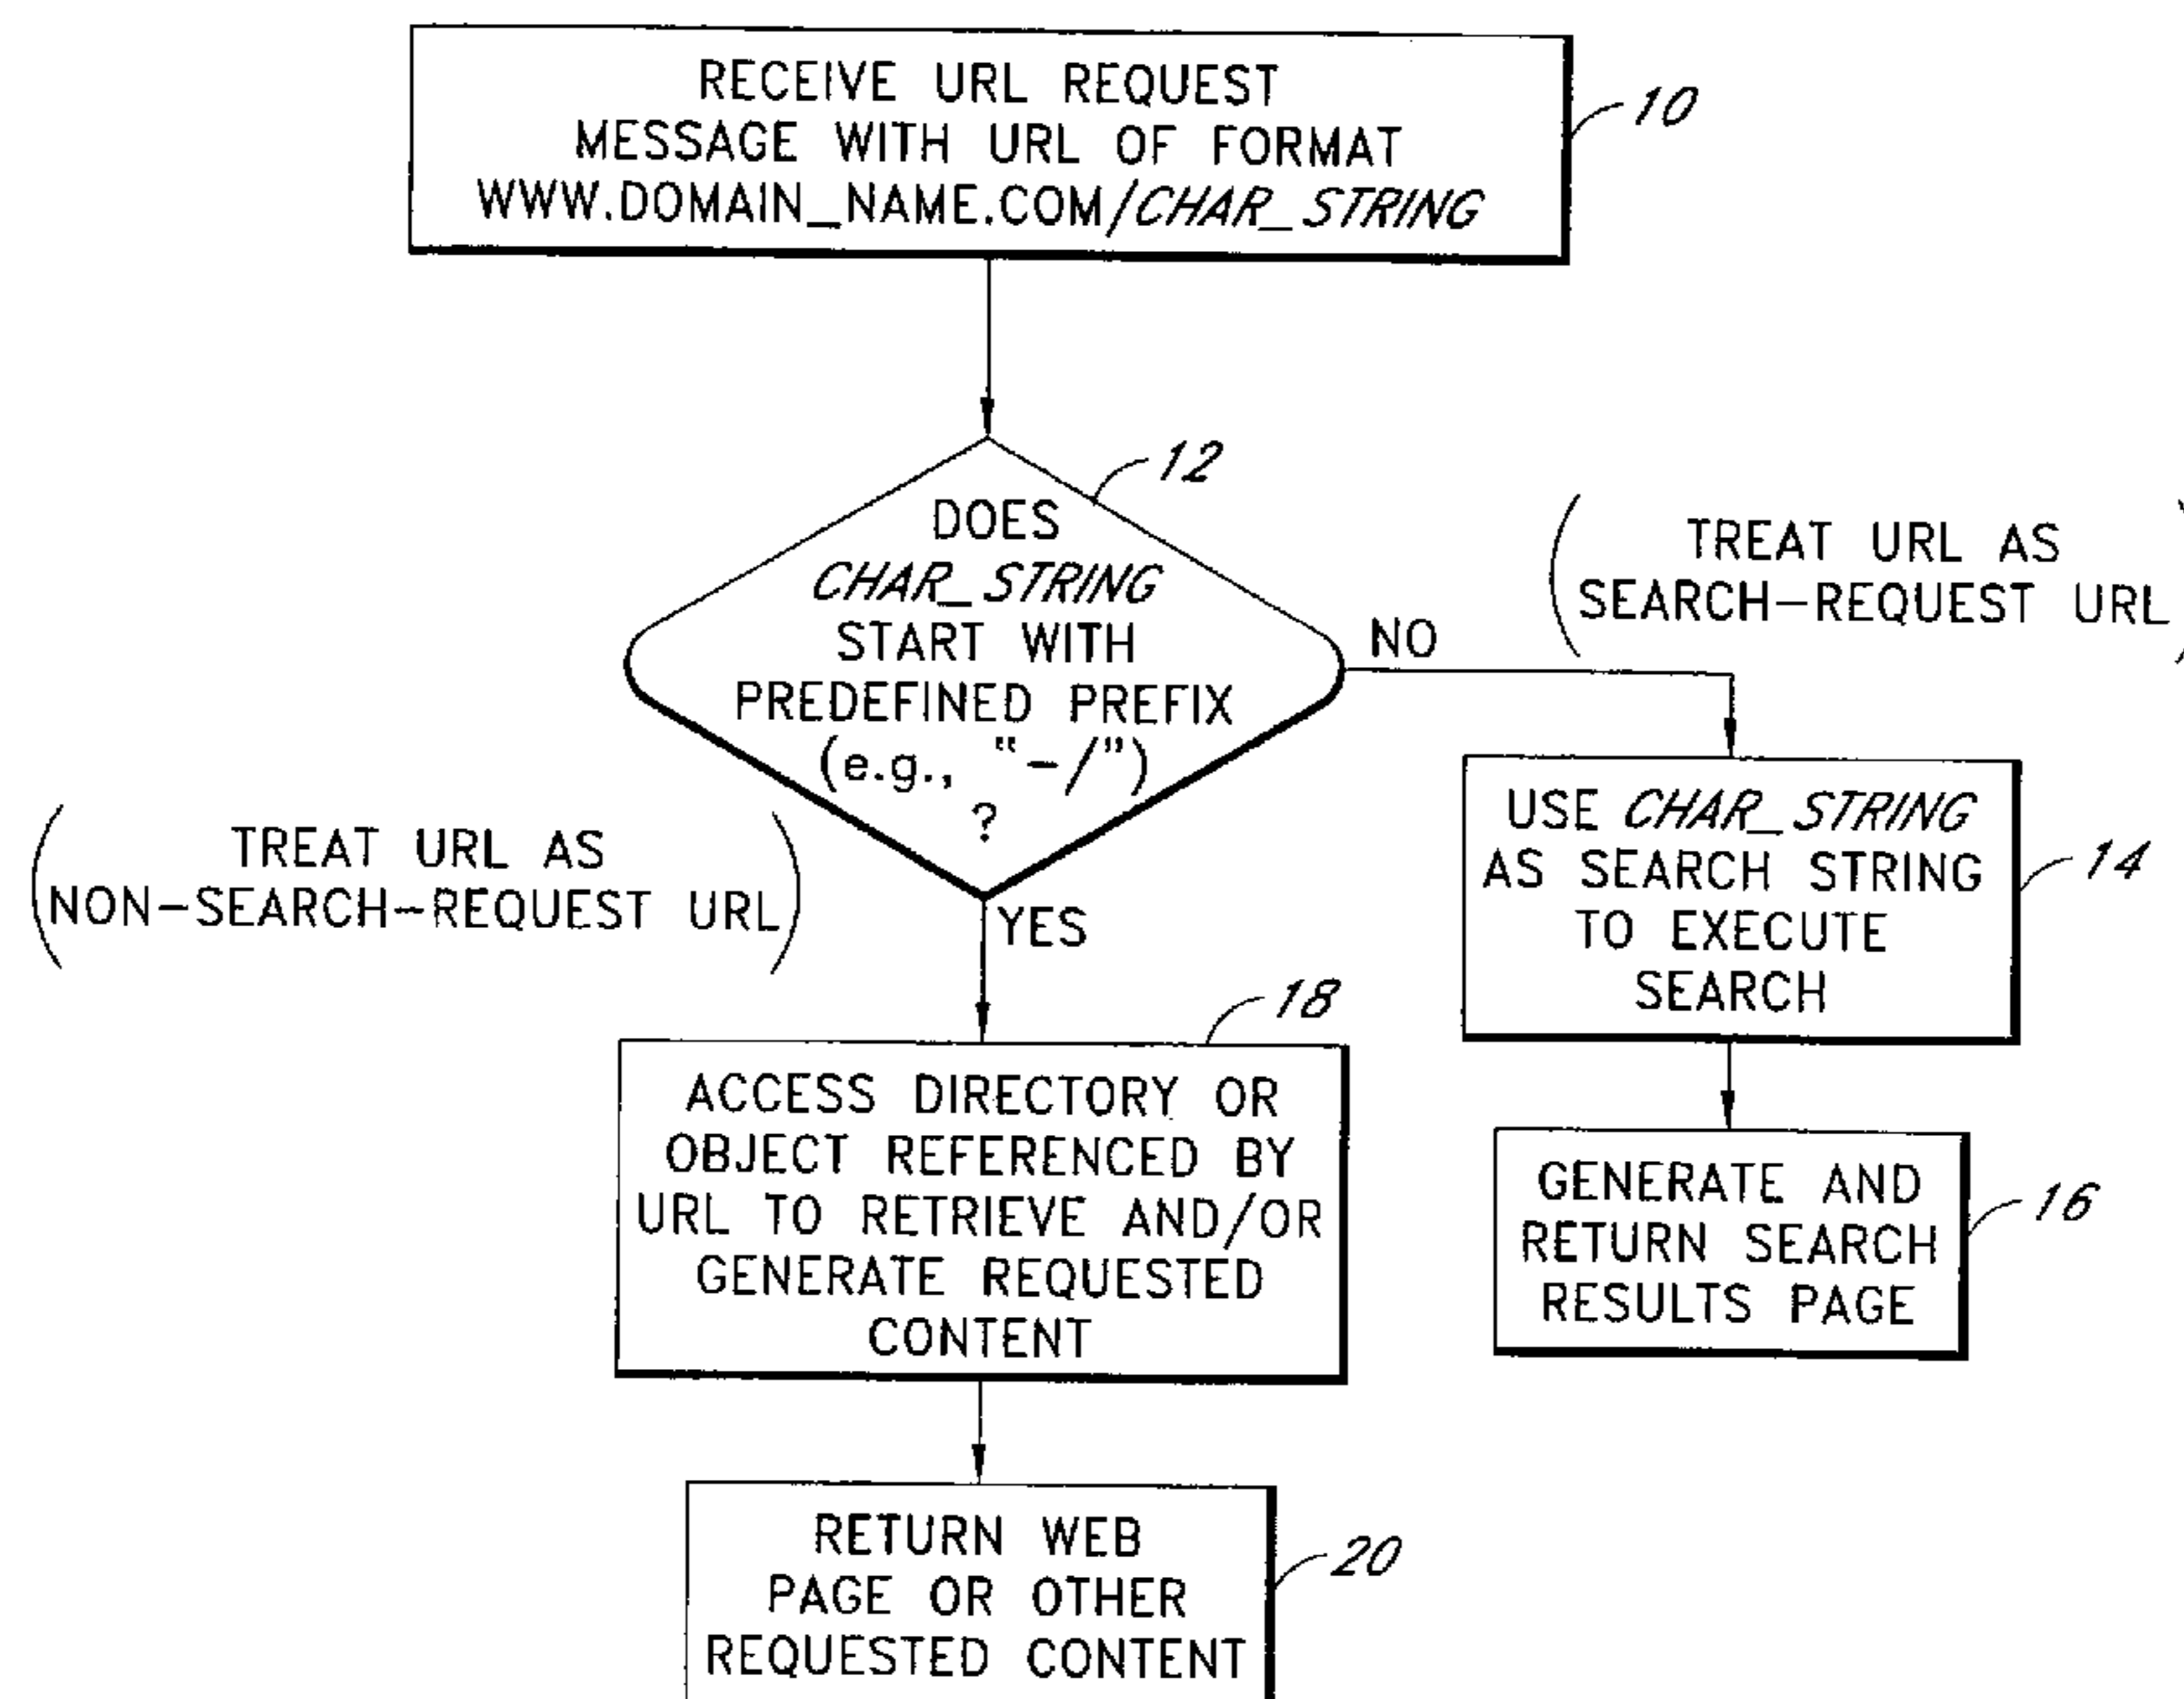 RECEIVE URL REQUEST
MESSAGE WITH URL OF FORMAT
WWW.DOMAIN_NAME.COM/CHAR_STRING
10
12
DOES
CHAR_STRING
START WITH
PREDEFINED PREFIX
(e.g., "-/")
?
NO
(TREAT URL AS
SEARCH-REQUEST URL)
(TREAT URL AS
NON-SEARCH-REQUEST URL)
YES
USE CHAR_STRING
AS SEARCH STRING
TO EXECUTE
SEARCH
14
18
ACCESS DIRECTORY OR
OBJECT REFERENCED BY
URL TO RETRIEVE AND/OR
GENERATE REQUESTED
CONTENT
GENERATE AND
RETURN SEARCH
RESULTS PAGE
16
RETURN WEB
PAGE OR OTHER
REQUESTED CONTENT
20